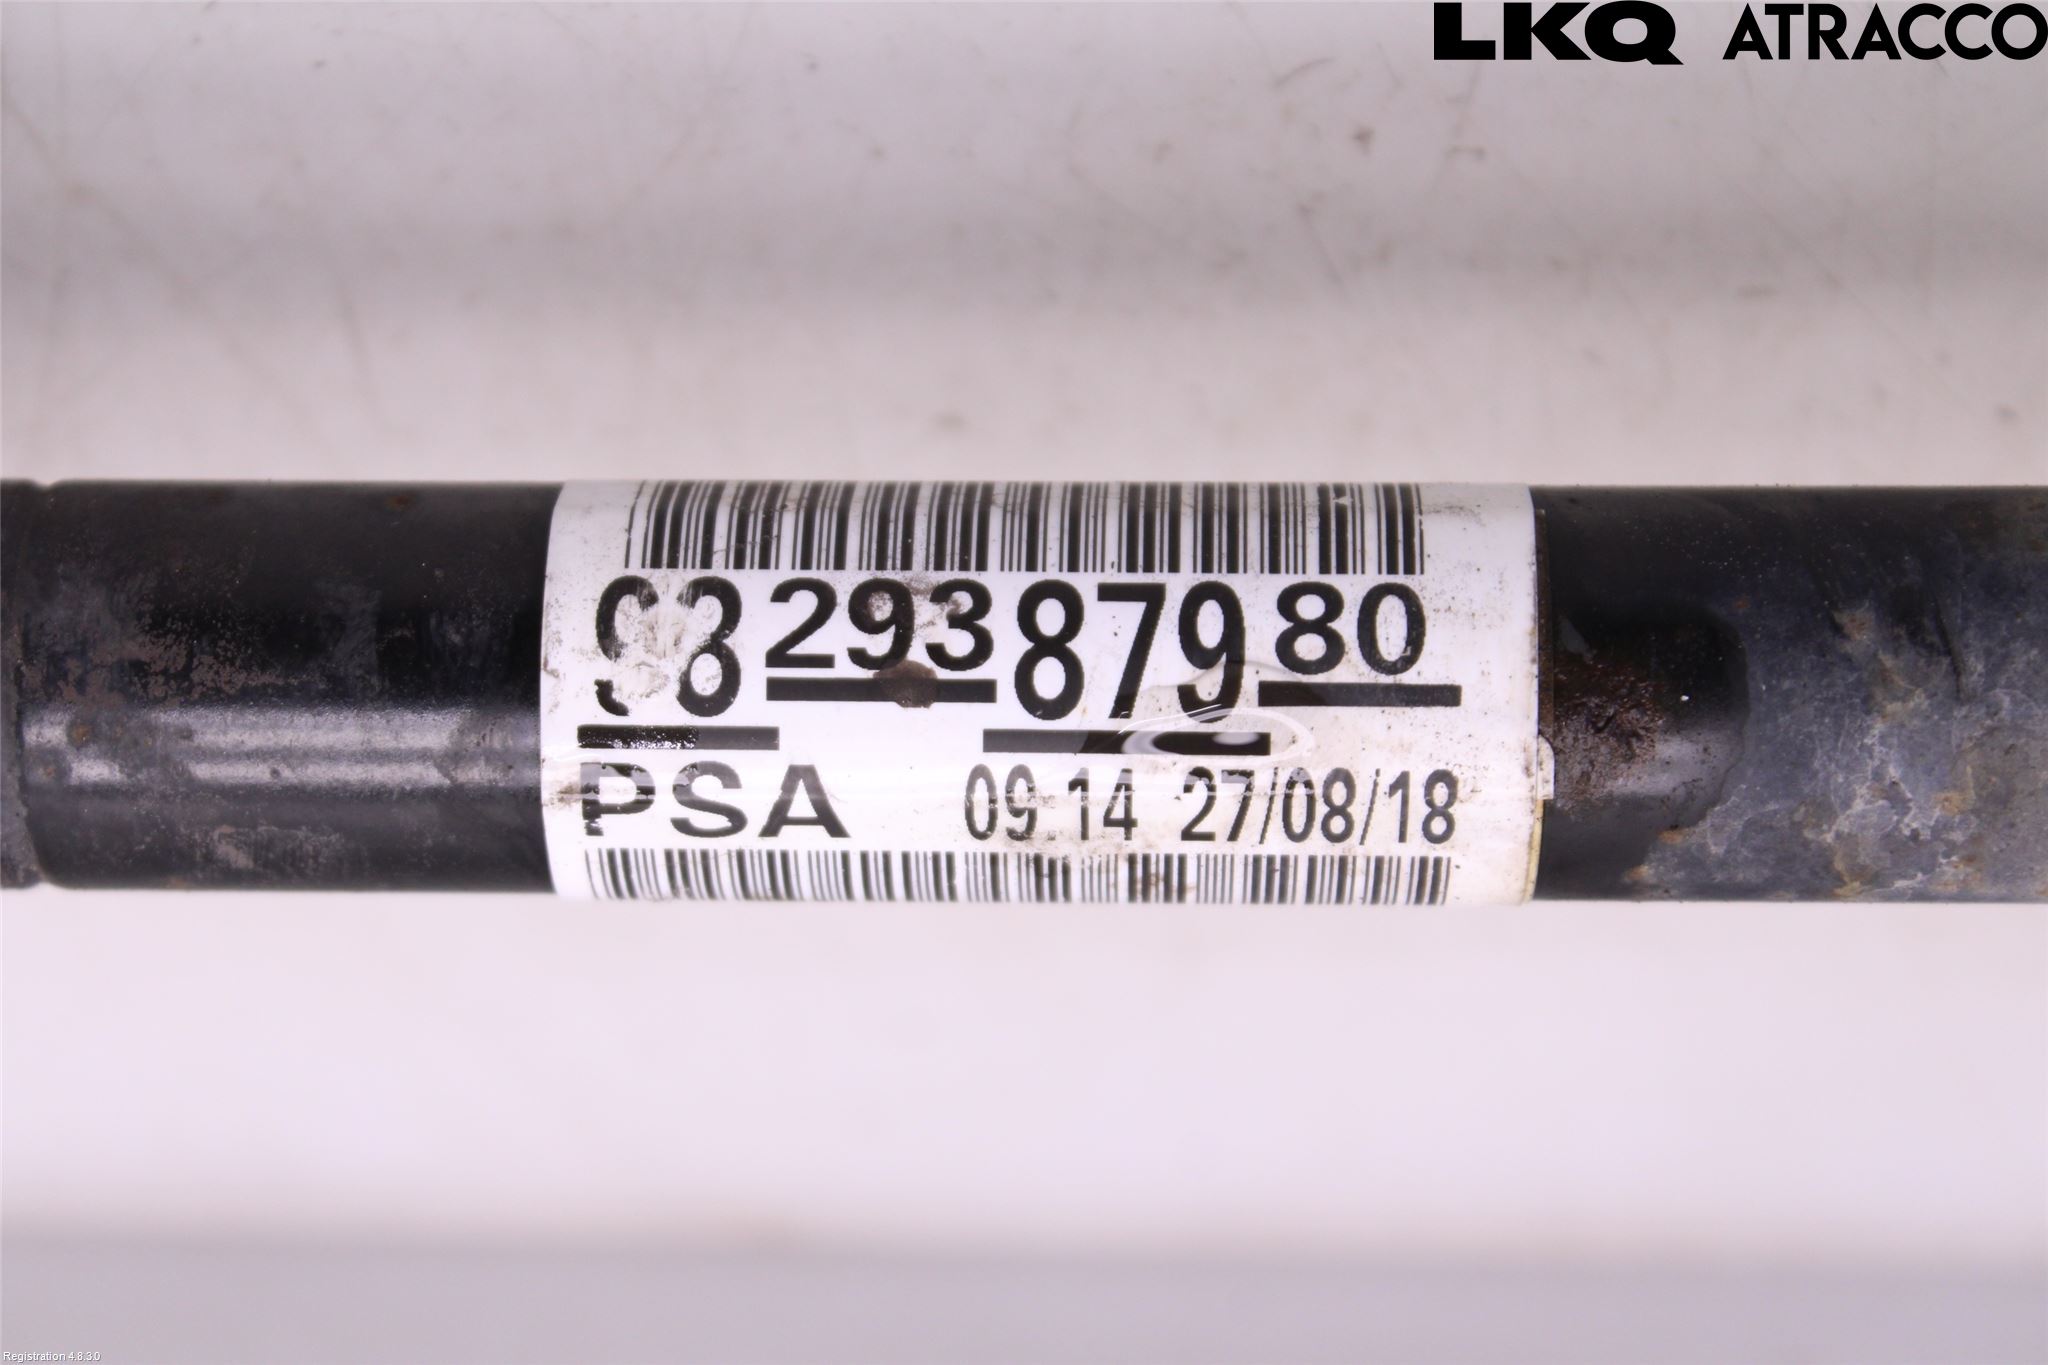 LKQ ATRACCO
98 293 879 80
PSA 09:14 27/08/18
Registration 4.8.3.0